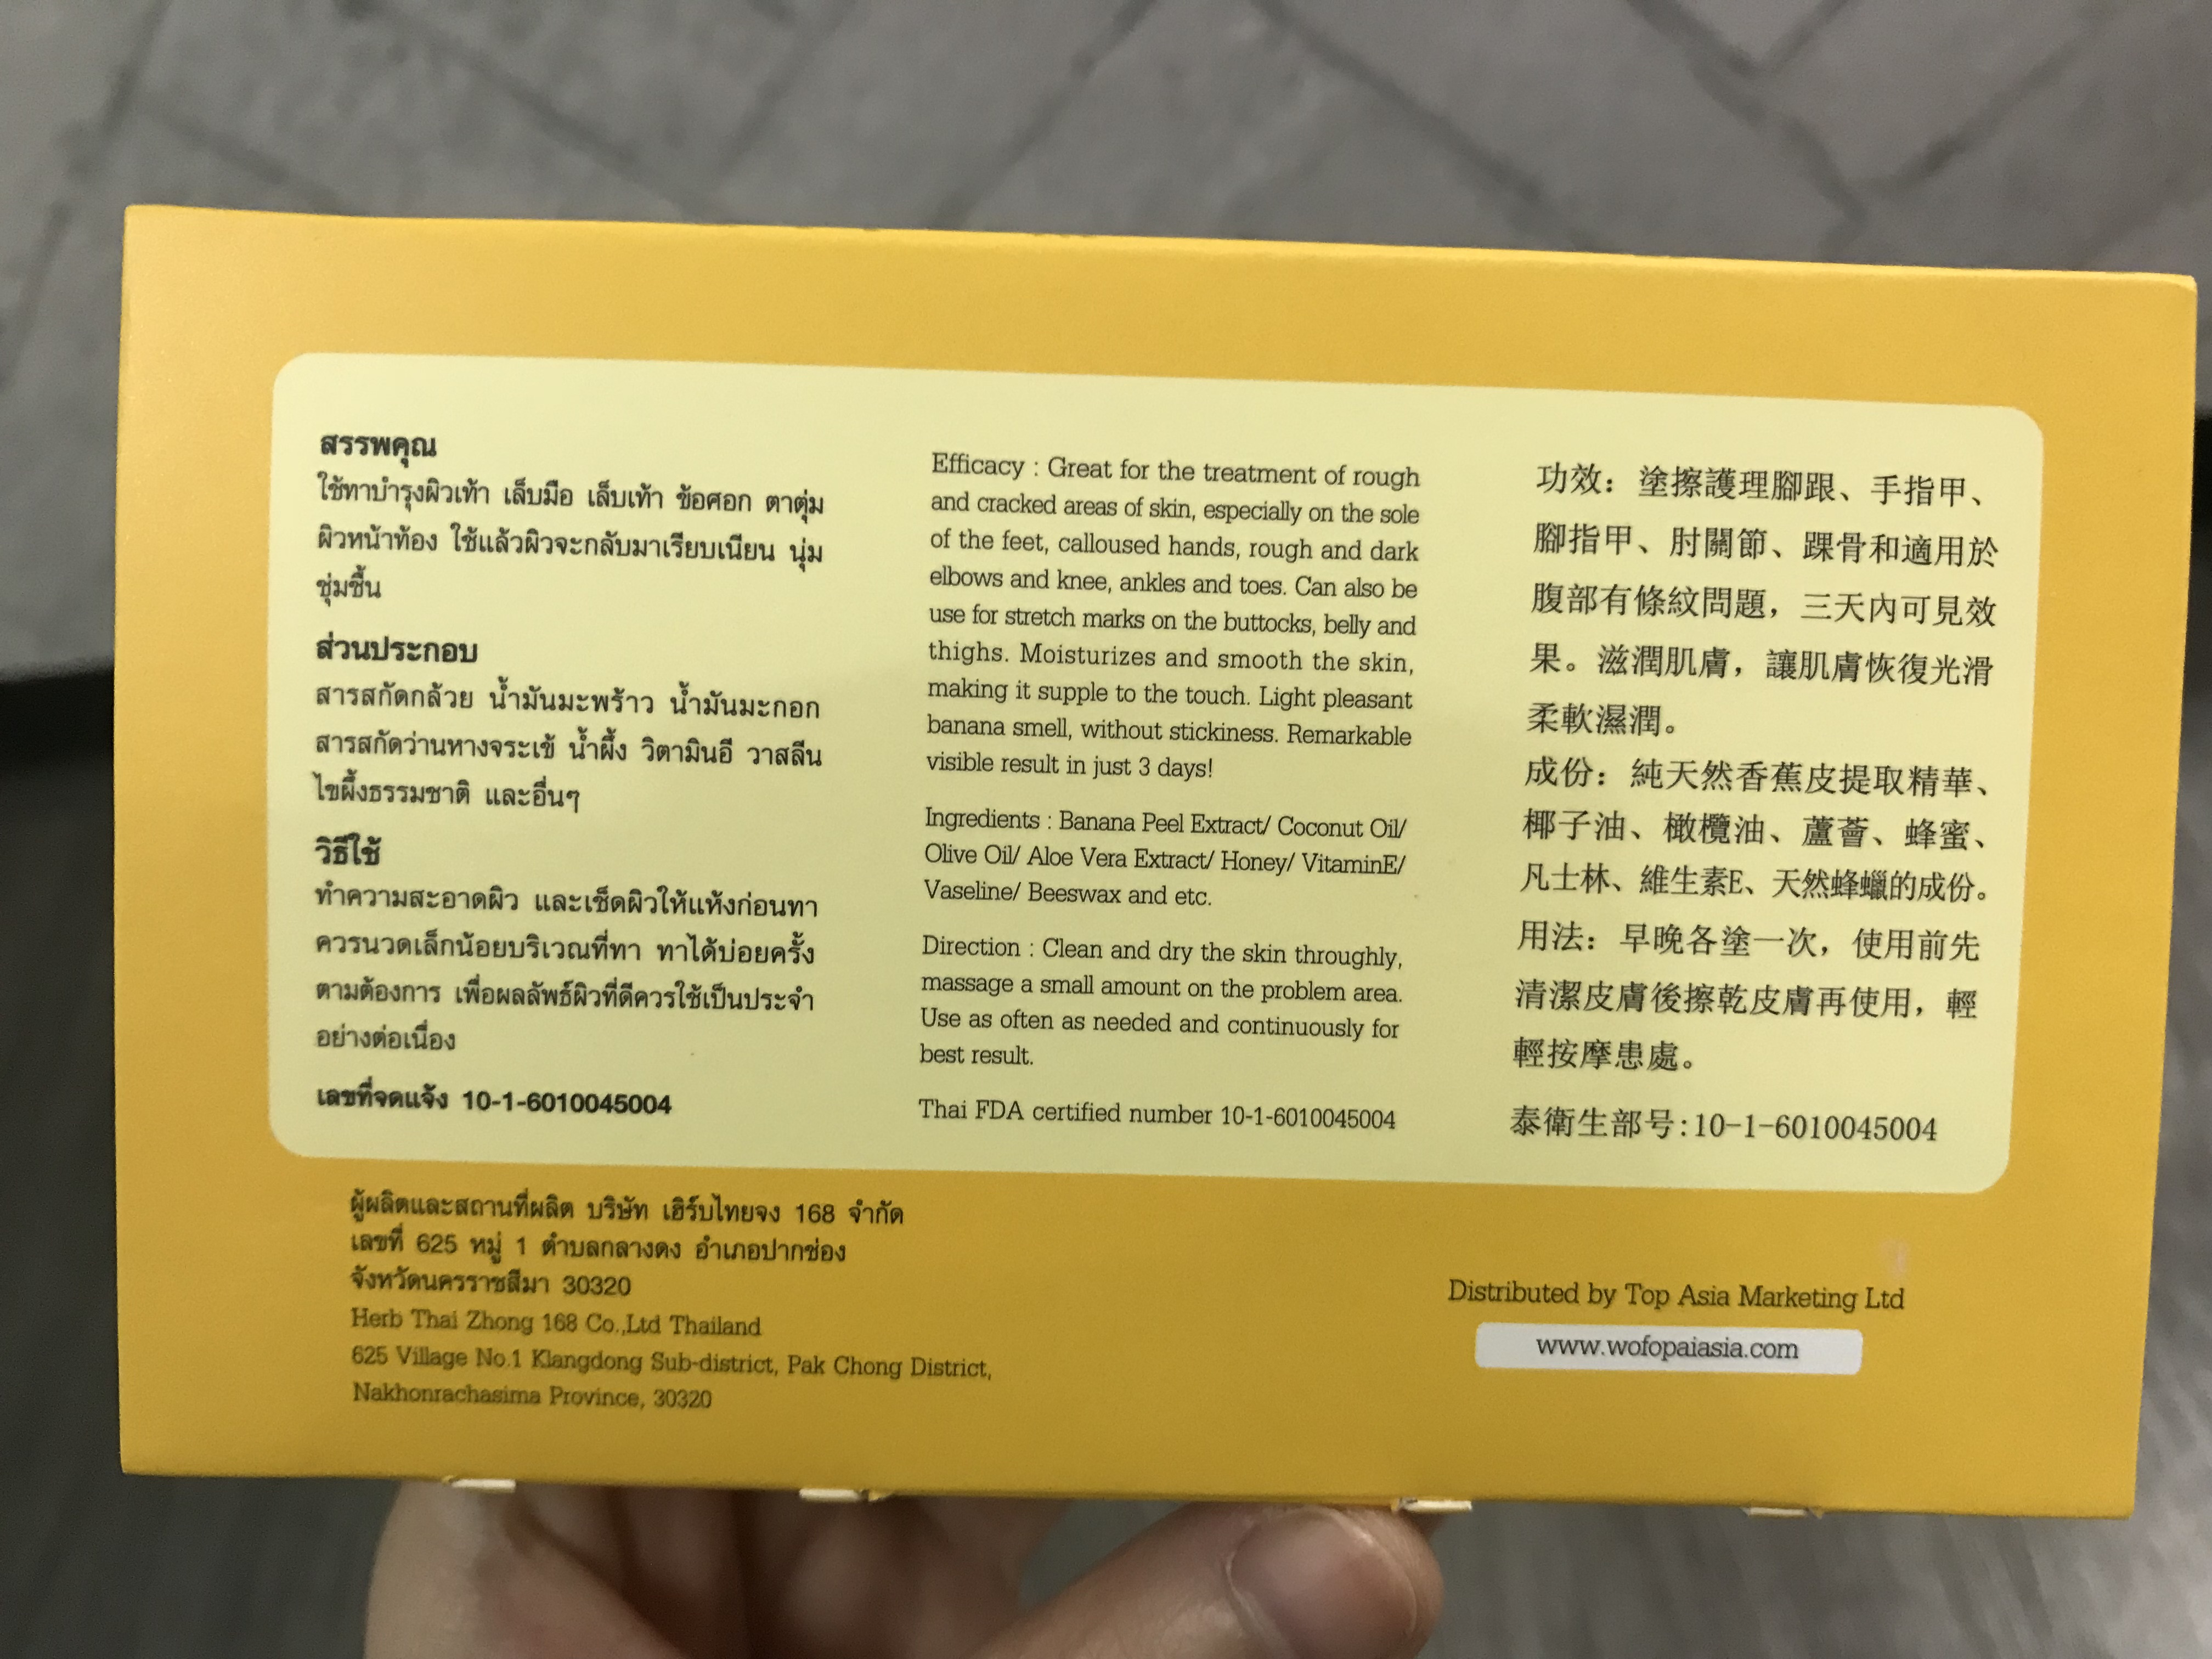 สรรพคุณ
ใช้ทาบำรุงผิวเท้า เล็บมือ เล็บเท้า ข้อศอก ตาตุ่ม
ผิวหน้าท้อง ใช้แล้วผิวจะกลับมาเรียบเนียน นุ่ม
ชุ่มชื้น
ส่วนประกอบ
สารสกัดกล้วย น้ำมันมะพร้าว น้ำมันมะกอก
สารสกัดว่านหางจระเข้ น้ำผึ้ง วิตามินอี วาสลีน
ไขผึ้งธรรมชาติ และอื่นๆ
วิธีใช้
ทำความสะอาดผิว และเช็ดผิวให้แห้งก่อนทา
ควรนวดเล็กน้อยบริเวณที่ทา ทาได้บ่อยครั้ง
ตามต้องการ เพื่อผลลัพธ์ผิวที่ดีควรใช้เป็นประจำ
อย่างต่อเนื่อง
เลขที่จดแจ้ง 10-1-6010045004
Efficacy : Great for the treatment of rough
and cracked areas of skin, especially on the sole
of the feet, calloused hands, rough and dark
elbows and knee, ankles and toes. Can also be
use for stretch marks on the buttocks, belly and
thighs. Moisturizes and smooth the skin,
making it supple to the touch. Light pleasant
banana smell, without stickiness. Remarkable
visible result in just 3 days!
Ingredients : Banana Peel Extract/ Coconut Oil/
Olive Oil/ Aloe Vera Extract/ Honey/ VitaminE/
Vaseline/ Beeswax and etc.
Direction : Clean and dry the skin throughly,
massage a small amount on the problem area.
Use as often as needed and continuously for
best result.
Thai FDA certified number 10-1-6010045004
功效：塗擦護理腳跟、手指甲、
腳指甲、肘關節、踝骨和適用於
腹部有條紋問題，三天內可見效
果。滋潤肌膚，讓肌膚恢復光滑
柔軟濕潤。
成份：純天然香蕉皮提取精華、
椰子油、橄欖油、蘆薈、蜂蜜、
凡士林、維生素E、天然蜂蠟的成份。
用法：早晚各塗一次，使用前先
清潔皮膚後擦乾皮膚再使用，輕
輕按摩患處。
泰衛生部号:10-1-6010045004
ผู้ผลิตและสถานที่ผลิต บริษัท เฮิร์บไทยจง 168 จำกัด
เลขที่ 625 หมู่ 1 ตำบลกลางดง อำเภอปากช่อง
จังหวัดนครราชสีมา 30320
Herb Thai Zhong 168 Co.,Ltd Thailand
625 Village No.1 Klangdong Sub-district, Pak Chong District,
Nakhonrachasima Province, 30320
Distributed by Top Asia Marketing Ltd
www.wofopaiasia.com